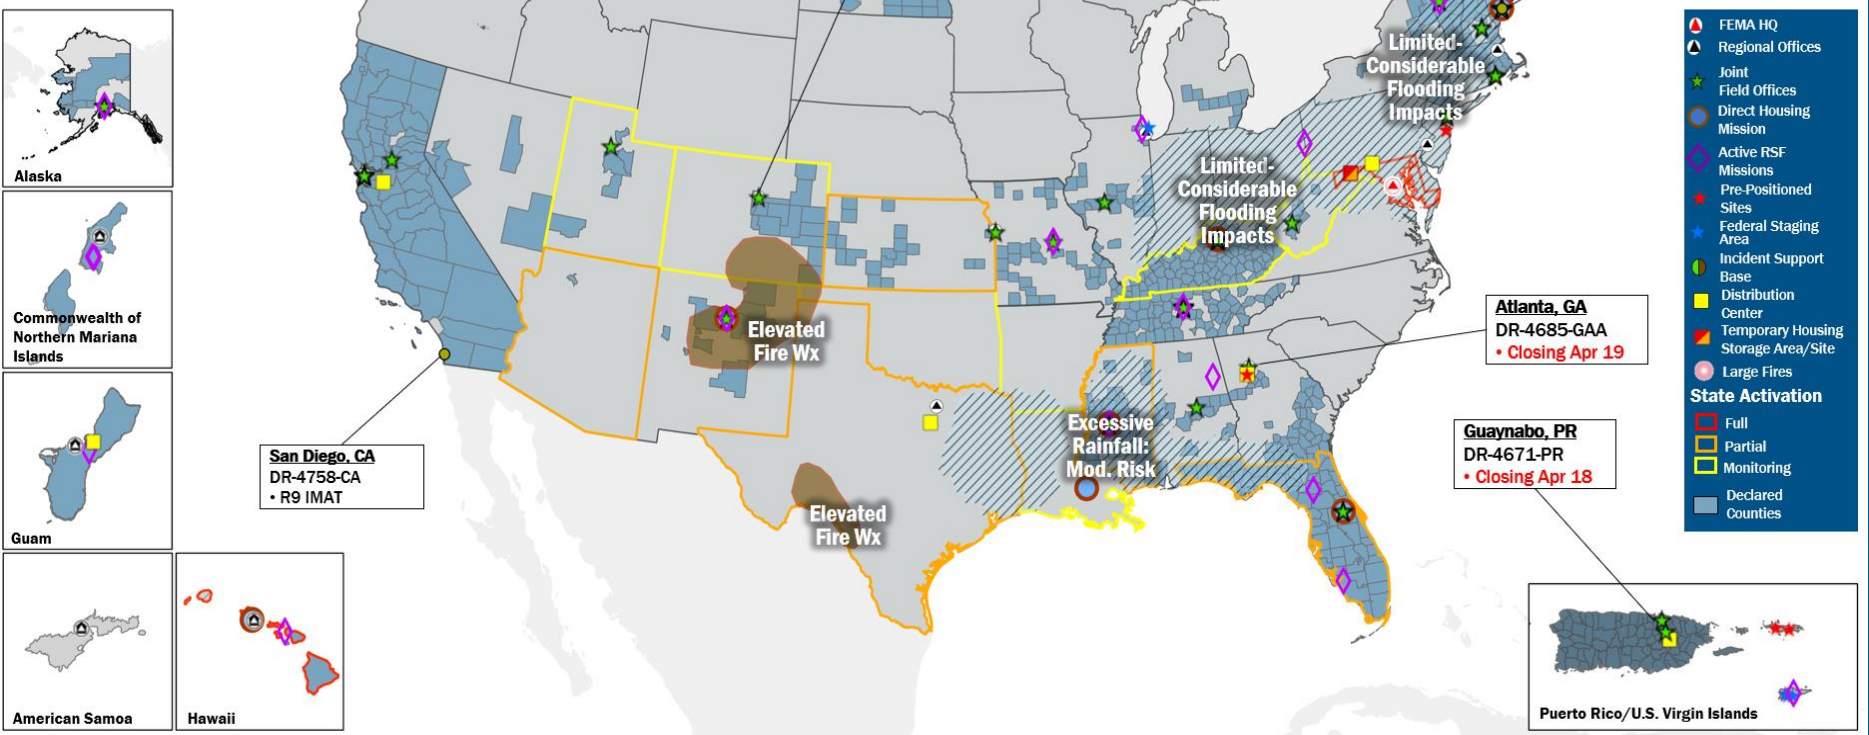 Alaska
Commonwealth of
Northern Mariana
Islands
Guam
American Samoa
Hawaii
San Diego, CA
DR-4758-CA
• R9 IMAT
Elevated
Fire Wx
Elevated
Fire Wx
Excessive
Rainfall:
Mod. Risk
Limited-
Considerable
Flooding
Impacts
Limited-
Considerable
Flooding
Impacts
Atlanta, GA
DR-4685-GAA
• Closing Apr 19
Guaynabo, PR
DR-4671-PR
• Closing Apr 18
Puerto Rico/U.S. Virgin Islands
FEMA HQ
Regional Offices
Joint
Field Offices
Direct Housing
Mission
Active RSF
Missions
Pre-Positioned
Sites
Federal Staging
Area
Incident Support
Base
Distribution
Center
Temporary Housing
Storage Area/Site
Large Fires
State Activation
Full
Partial
Monitoring
Declared
Counties